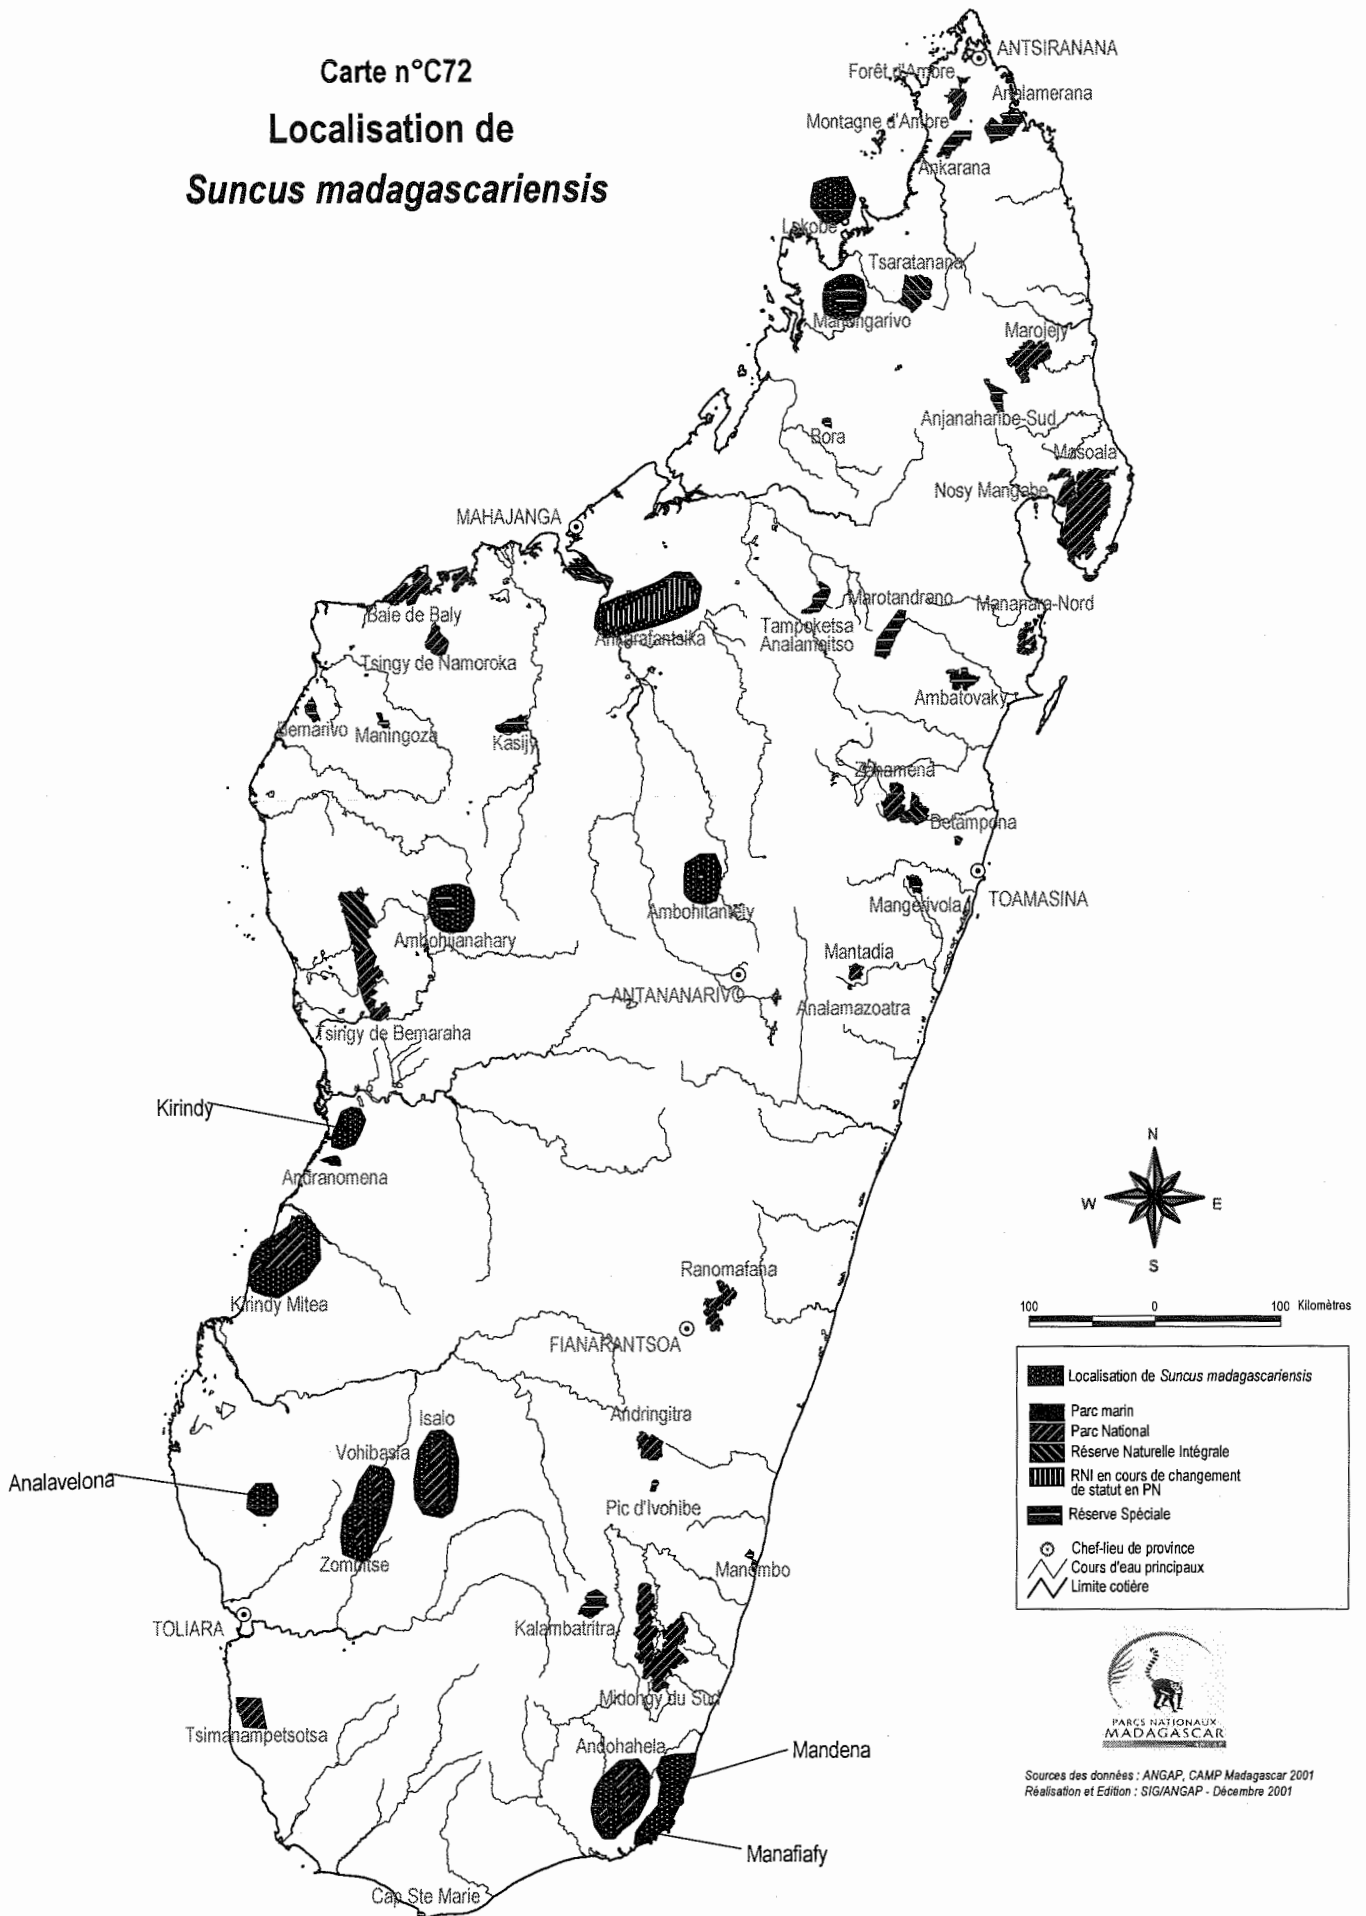 Carte n°C72
Localisation de
Suncus madagascariensis
ANTSIRANANA
Forêt d'Ambre
Analamerana
Montagne d'Ambre
Ankarana
Lokobe
Tsaratanana
Manongarivo
Marojejy
Anjanaharibe-Sud
Bora
Masoala
Nosy Mangabe
MAHAJANGA
Baie de Baly
Ankarafantsika
Marotandrano
Mananara-Nord
Tampoketsa
Analamaitso
Tsingy de Namoroka
Ambatovaky
Bemarivo
Maningoza
Kasijy
Zahamena
Betampona
TOAMASINA
Ambohitantely
Mangerivola
Ambohijanahary
Mantadia
ANTANANARIVO
Analamazoatra
Tsingy de Bemaraha
Kirindy
Andranomena
Kirindy Mitea
Ranomafana
FIANARANTSOA
Isalo
Andringitra
Vohibasia
Analavelona
Pic d'Ivohibe
Zombitse
Manombo
TOLIARA
Kalambatritra
Midongy du Sud
Tsimanampetsotsa
Andohahela
Mandena
Manafiafy
Cap Ste Marie
N
W
E
S
100 0 100 Kilomètres
Localisation de Suncus madagascariensis
Parc marin
Parc National
Réserve Naturelle Intégrale
RNI en cours de changement
de statut en PN
Réserve Spéciale
Chef-lieu de province
Cours d'eau principaux
Limite cotière
PARCS NATIONAUX
MADAGASCAR
Sources des données : ANGAP, CAMP Madagascar 2001
Réalisation et Edition : SIG/ANGAP - Décembre 2001